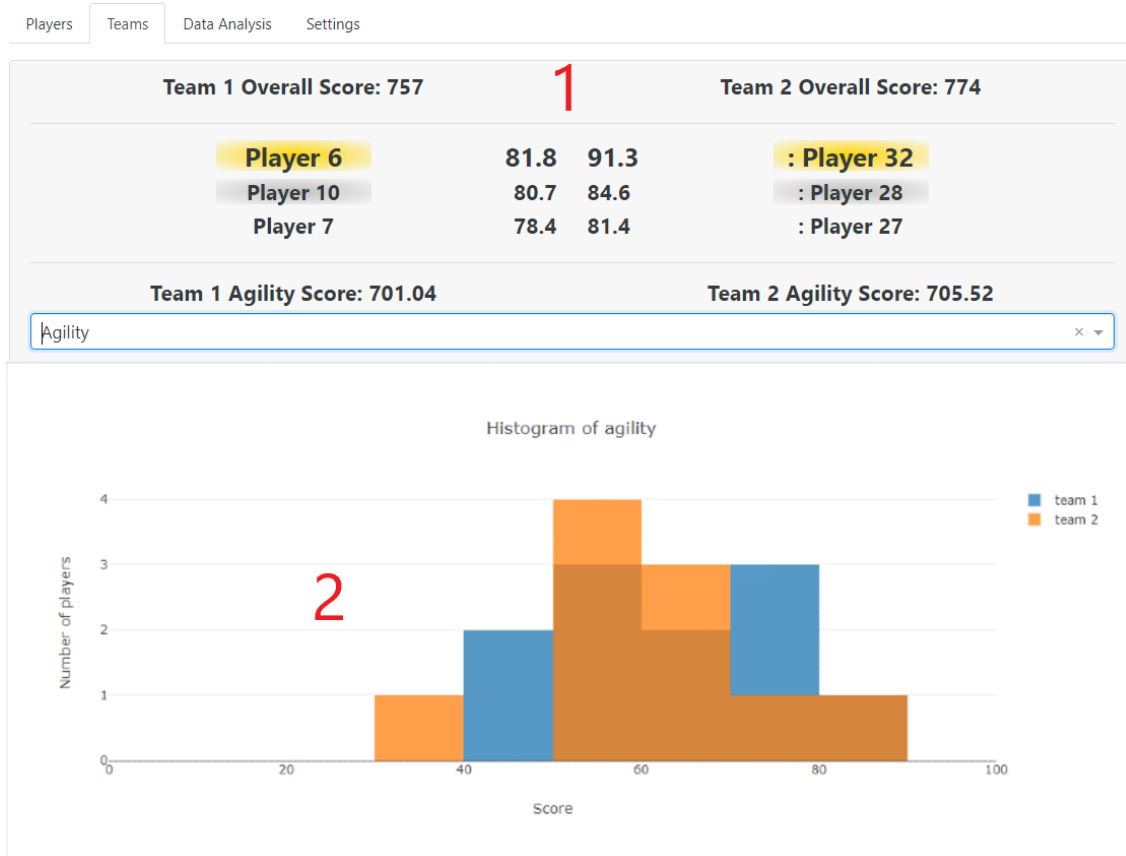 Players Teams Data Analysis Settings
Team 1 Overall Score: 757 1 Team 2 Overall Score: 774
Player 6 81.8 91.3 : Player 32
Player 10 80.7 84.6 : Player 28
Player 7 78.4 81.4 : Player 27
Team 1 Agility Score: 701.04 Team 2 Agility Score: 705.52
Agility × 
Histogram of agility
4
3
2
1
0
Number of players
2
team 1
team 2
0 20 40 60 80 100
Score